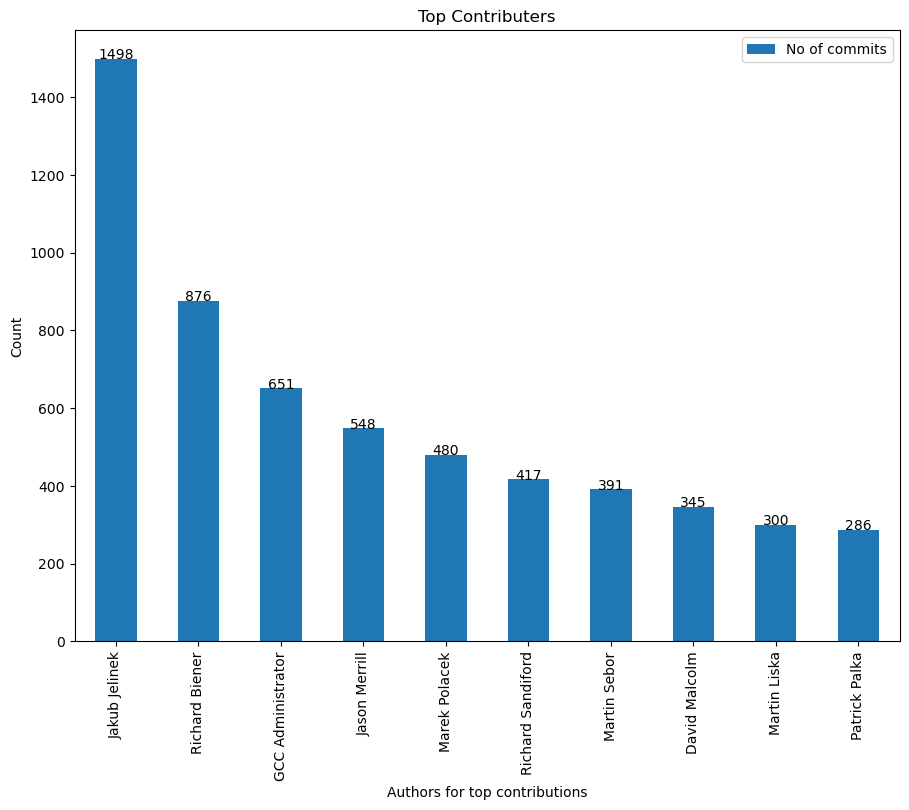 Top Contributers
No of commits
1498
876
651
548
480
417
391
345
300
286
Count
1400
1200
1000
800
600
400
200
0
Jakub Jelinek
Richard Biener
GCC Administrator
Jason Merrill
Marek Polacek
Richard Sandiford
Martin Sebor
David Malcolm
Martin Liska
Patrick Palka
Authors for top contributions